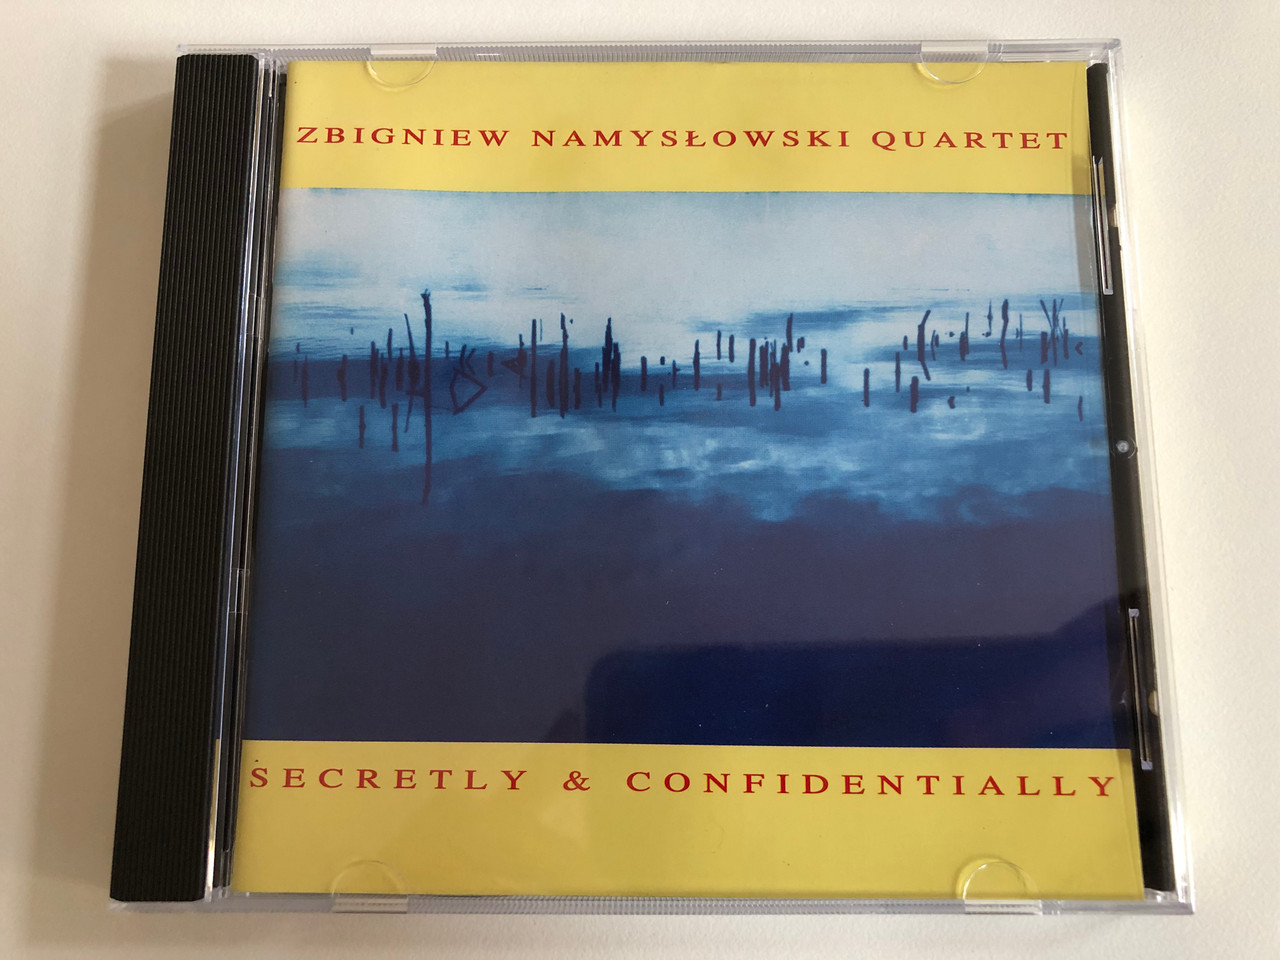 ZBIGNIEW NAMYSŁOWSKI QUARTET
SECRETLY & CONFIDENTIALLY